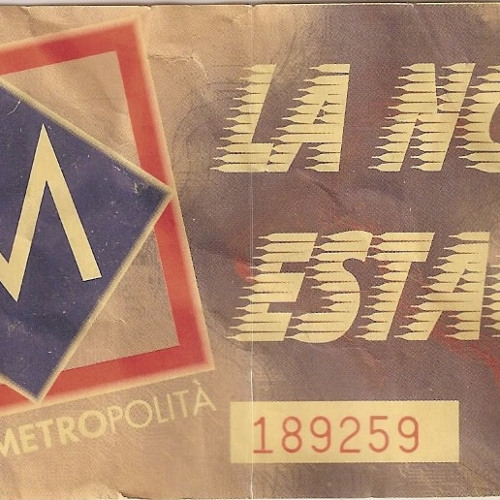 M
LA NO
ESTA
METROPOLITÀ
189259